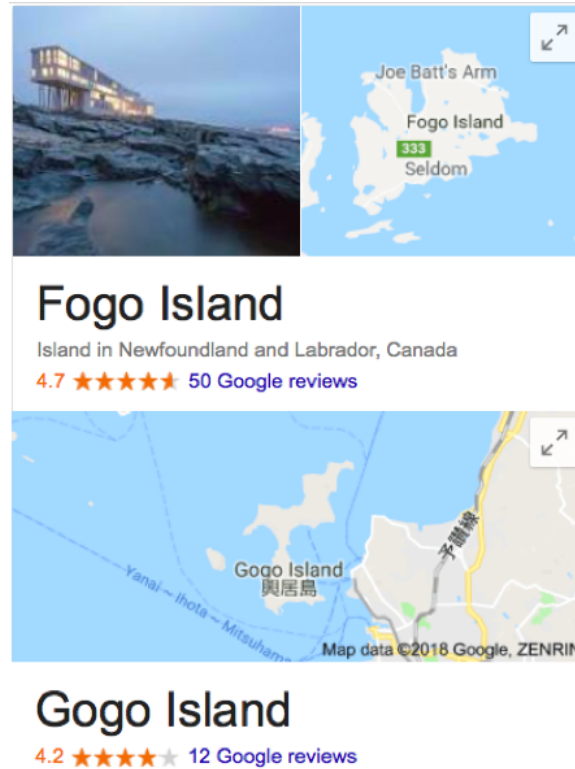 Joe Batt's Arm
Fogo Island
333
Seldom
Fogo Island
Island in Newfoundland and Labrador, Canada
4.7 50 Google reviews
予讃線
Gogo Island
興居島
Yanai ~ Ihota ~ Mitsuhama
Map data ©2018 Google, ZENRIN
Gogo Island
4.2 12 Google reviews